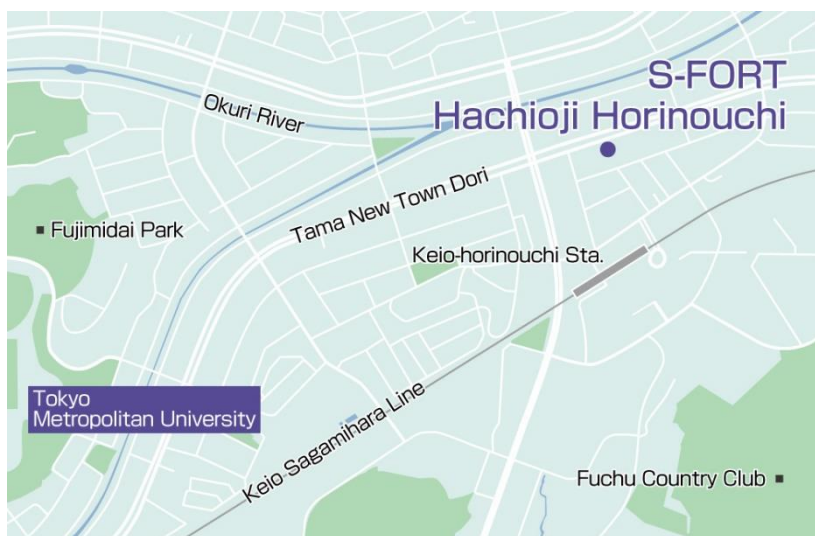 S-FORT
Hachioji Horinouchi
Okuri River
Tama New Town Dori
Fujimidai Park
Keio-horinouchi Sta.
Tokyo
Metropolitan University
Keio Sagamihara Line
Fuchu Country Club